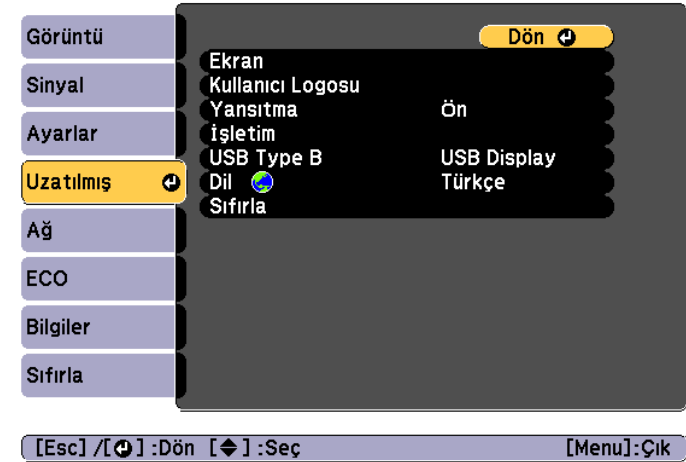 Görüntü
Sinyal
Ayarlar
Uzatılmış
Ağ
ECO
Bilgiler
Sıfırla
Dön
Ekran
Kullanıcı Logosu
Yansıtma Ön
İşletim
USB Type B USB Display
Dil Türkçe
Sıfırla
[Esc] /[ ] :Dön [ ] :Seç [Menu]:Çık